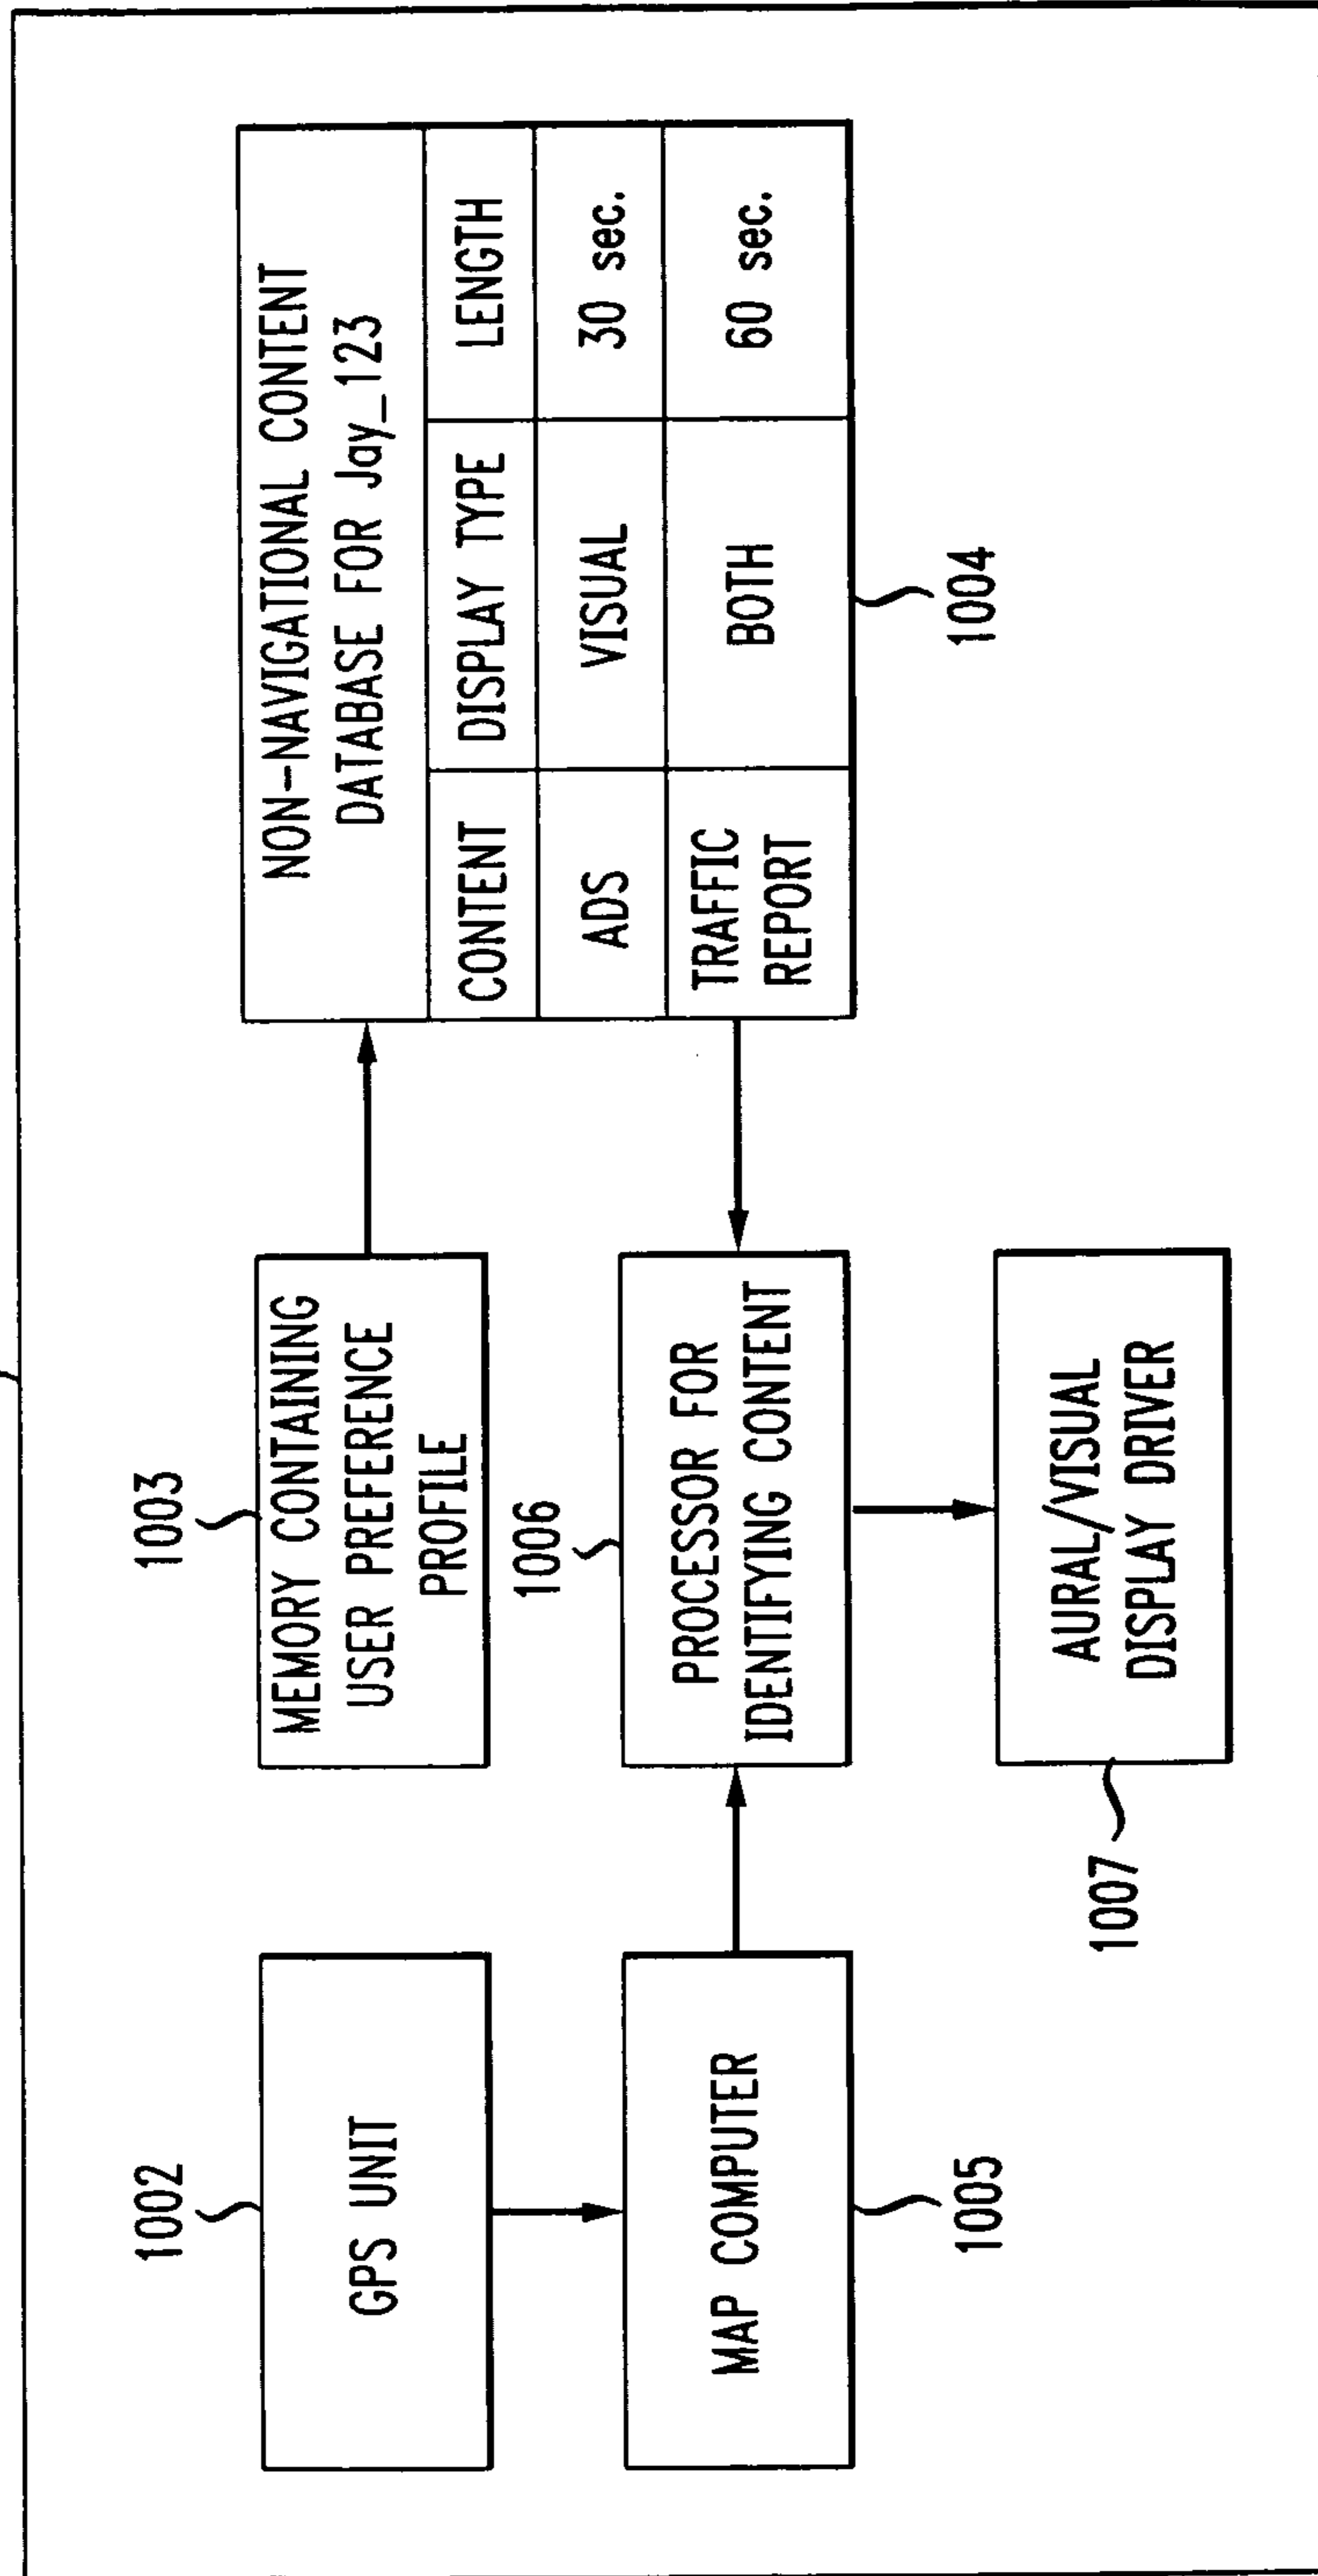 1002
GPS UNIT
1003
MEMORY CONTAINING
USER PREFERENCE
PROFILE
NON-NAVIGATIONAL CONTENT
DATABASE FOR Jay_123
CONTENT DISPLAY TYPE LENGTH
ADS VISUAL 30 sec.
TRAFFIC
REPORT BOTH 60 sec.
1004
1006
PROCESSOR FOR
IDENTIFYING CONTENT
MAP COMPUTER
1005
AURAL/VISUAL
DISPLAY DRIVER
1007